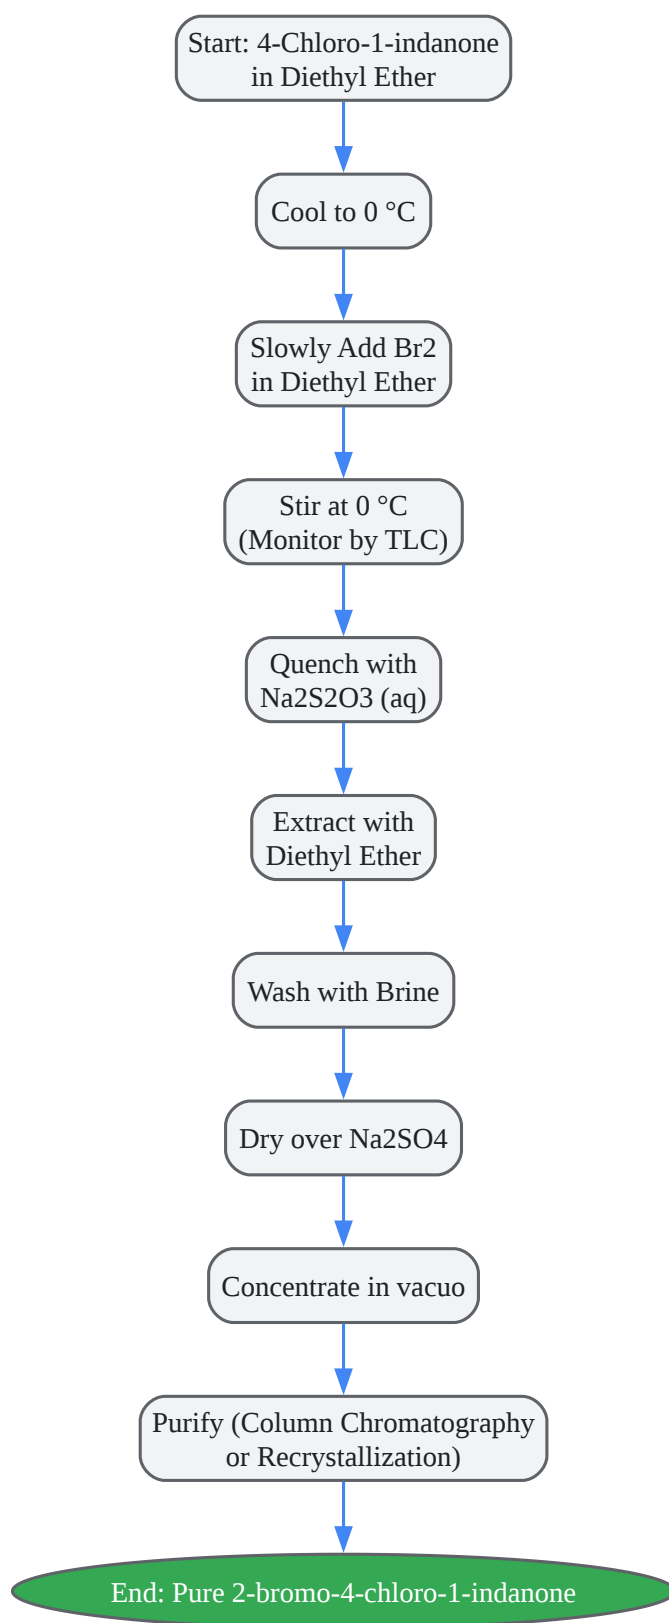 Start: 4-Chloro-1-indanone
in Diethyl Ether
Cool to 0 °C
Slowly Add Br2
in Diethyl Ether
Stir at 0 °C
(Monitor by TLC)
Quench with
Na2S2O3 (aq)
Extract with
Diethyl Ether
Wash with Brine
Dry over Na2SO4
Concentrate in vacuo
Purify (Column Chromatography
or Recrystallization)
End: Pure 2-bromo-4-chloro-1-indanone